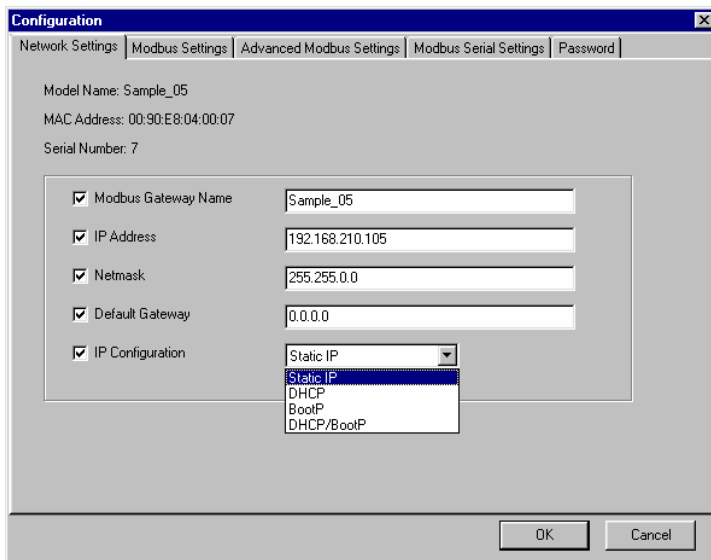 Configuration
Network Settings Modbus Settings Advanced Modbus Settings Modbus Serial Settings Password
Model Name: Sample_05
MAC Address: 00:90:E8:04:00:07
Serial Number: 7
Modbus Gateway Name Sample_05
IP Address 192.168.210.105
Netmask 255.255.0.0
Default Gateway 0.0.0.0
IP Configuration Static IP
Static IP
DHCP
BootP
DHCP/BootP
OK Cancel